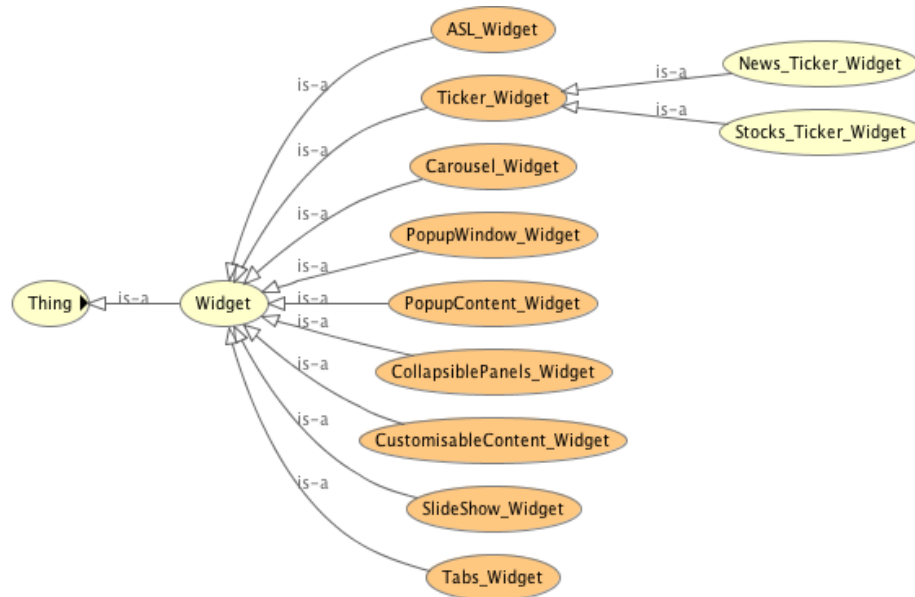 ASL_Widget
is-a
News_Ticker_Widget
is-a
Ticker_Widget
is-a
Stocks_Ticker_Widget
is-a
Carousel_Widget
is-a
PopupWindow_Widget
is-a
Thing
is-a
Widget
is-a
PopupContent_Widget
is-a
CollapsiblePanels_Widget
is-a
CustomisableContent_Widget
is-a
SlideShow_Widget
is-a
Tabs_Widget